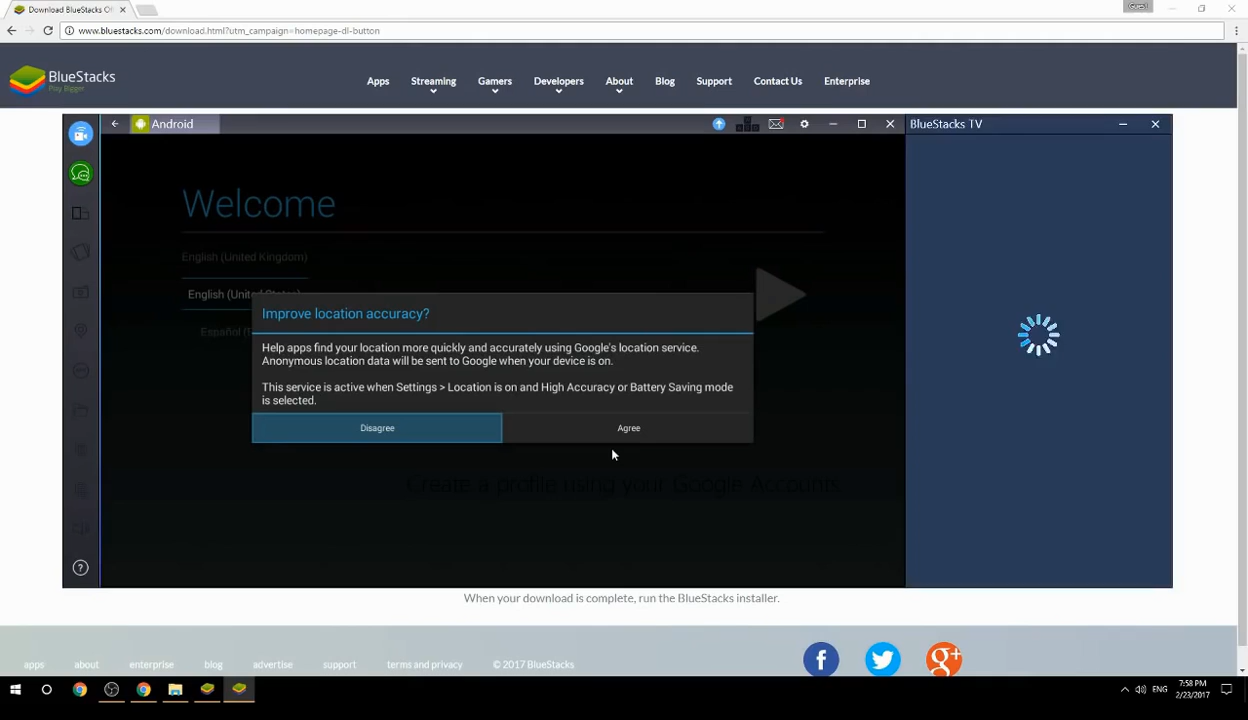 Download BlueStacks Of
Guest
www.bluestacks.com/download.html?utm_campaign=homepage-dl-button
BlueStacks
Play Bigger
Apps
Streaming
Gamers
Developers
About
Blog
Support
Contact Us
Enterprise
Android
BlueStacks TV
Welcome
English (United Kingdom)
English (United States)
Español (
Improve location accuracy?
Help apps find your location more quickly and accurately using Google's location service.
Anonymous location data will be sent to Google when your device is on.
This service is active when Settings > Location is on and High Accuracy or Battery Saving mode
is selected.
Disagree
Agree
Create a profile using your Google Accounts
?
When your download is complete, run the BlueStacks installer.
apps
about
enterprise
blog
advertise
support
terms and privacy
© 2017 BlueStacks
f
g+
ENG
7:58 PM
2/23/2017